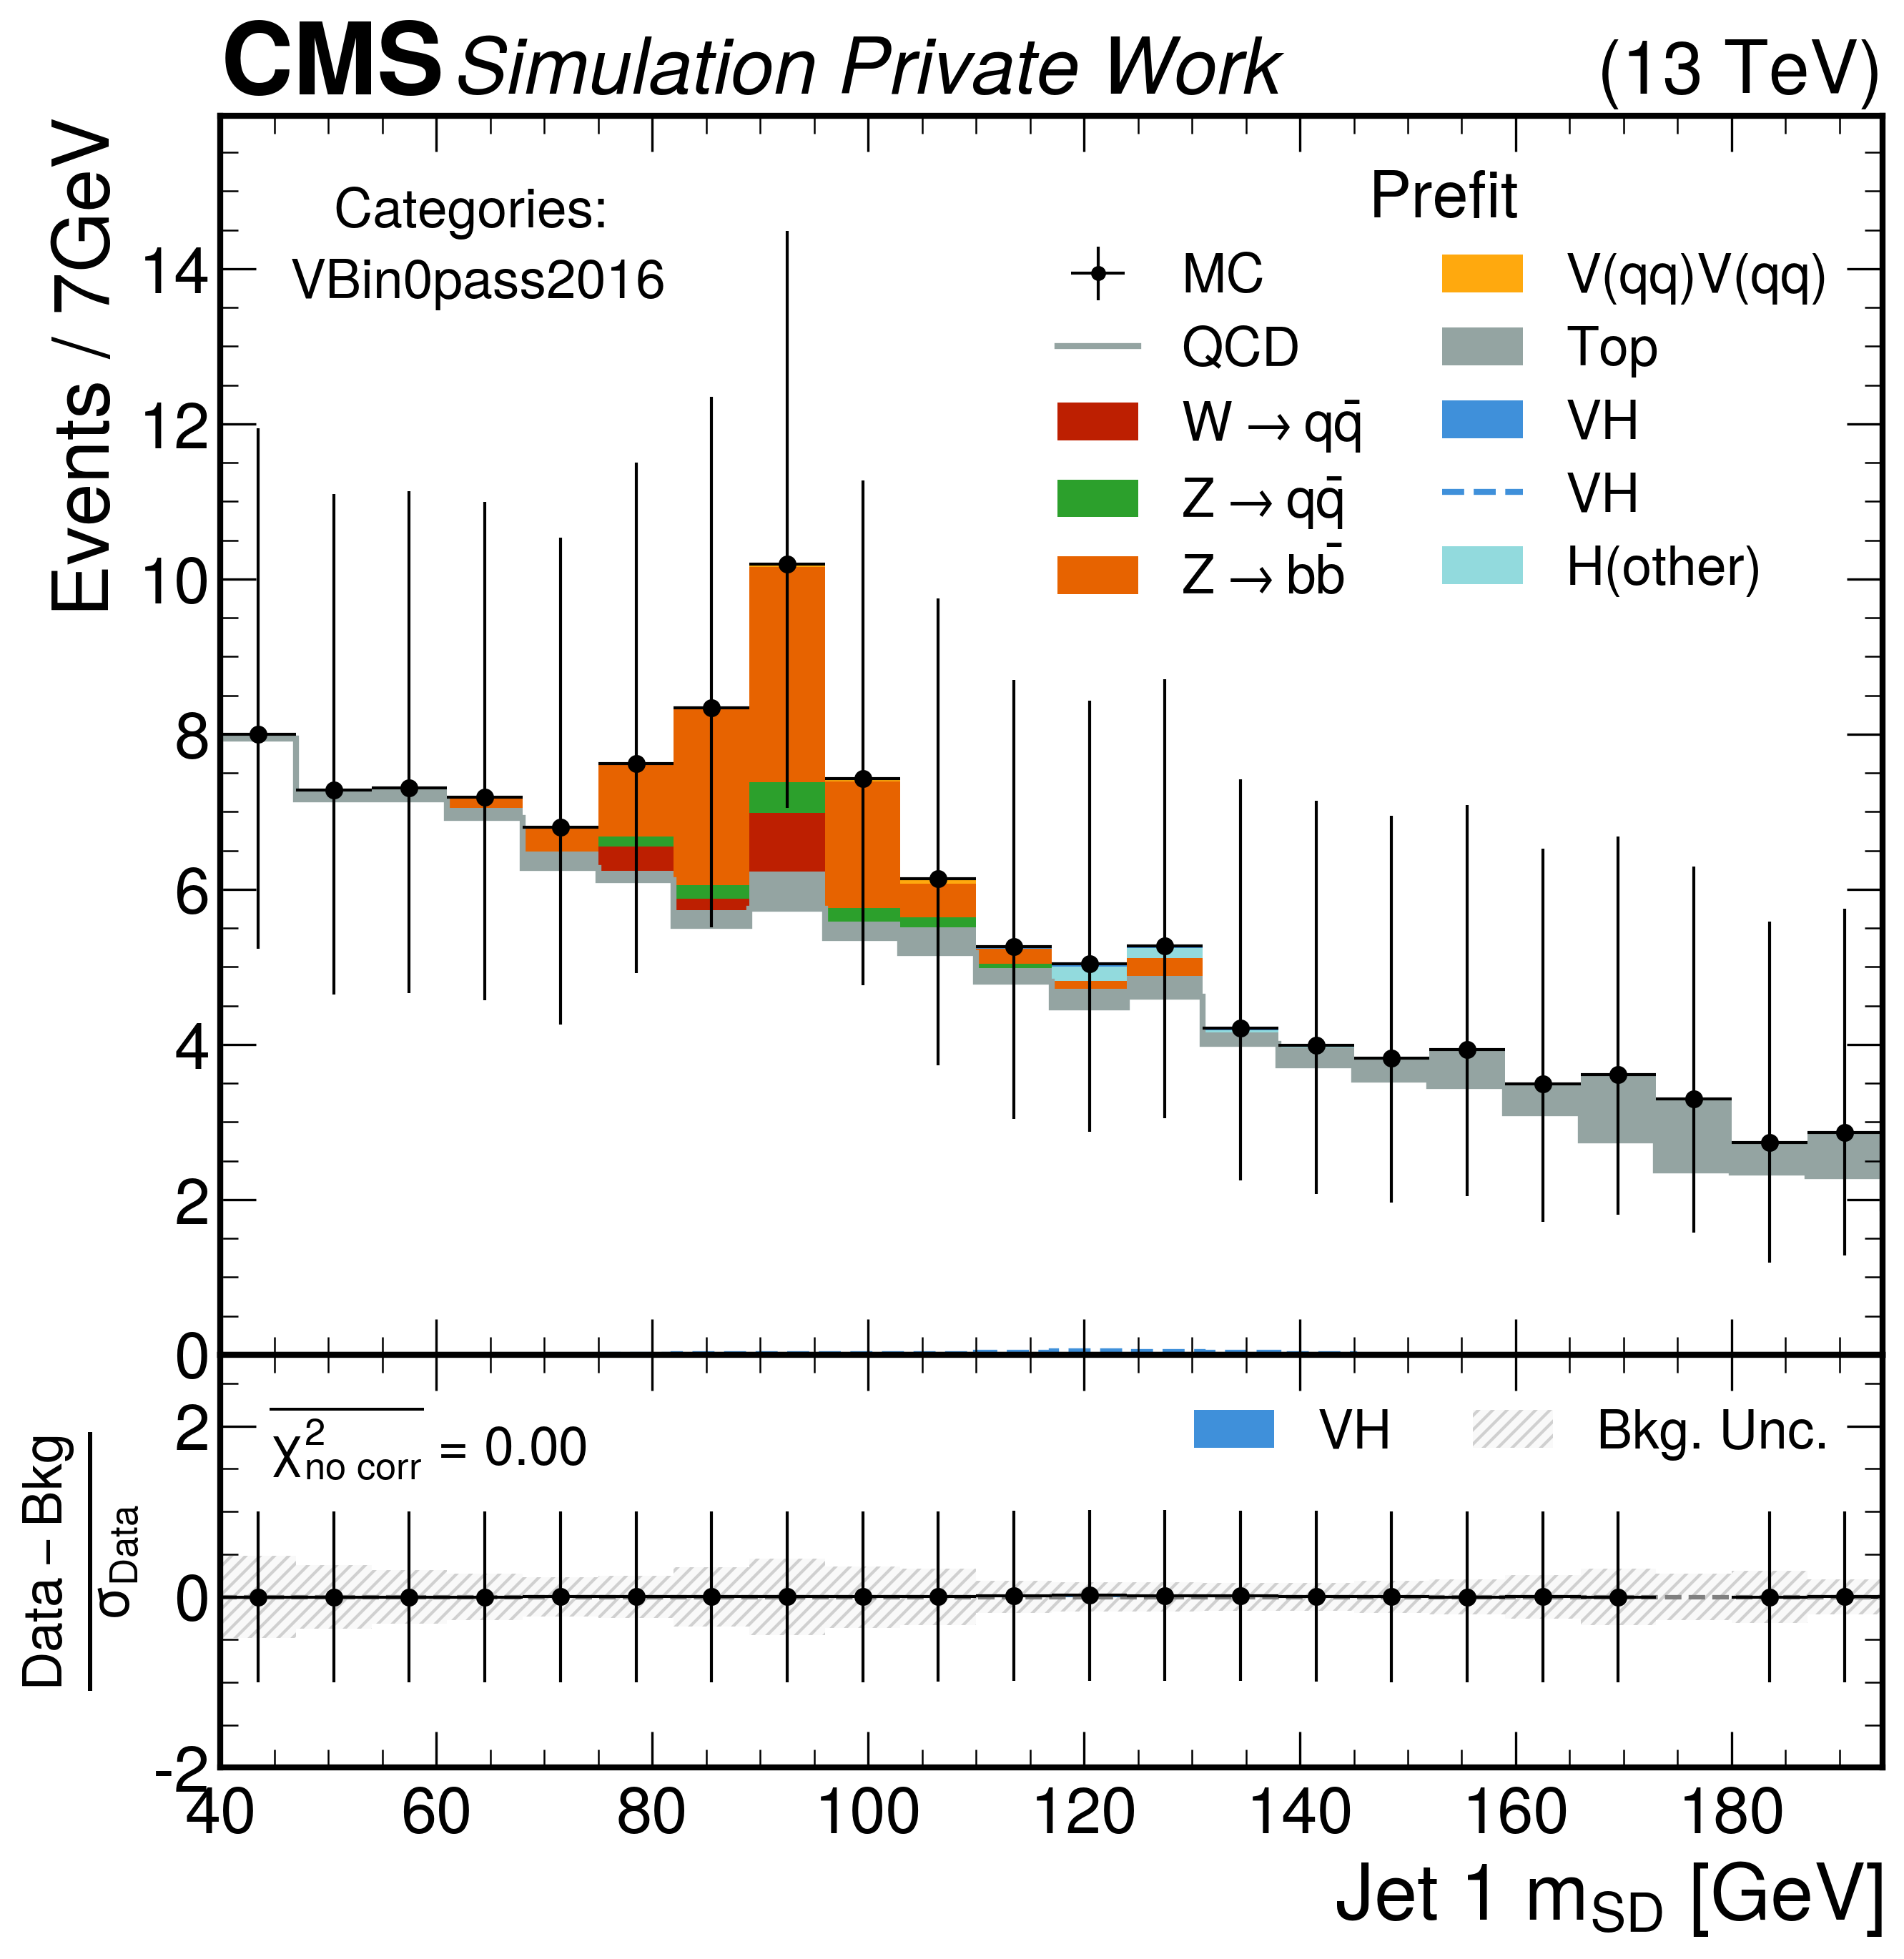 CMS Simulation Private Work (13 TeV)
Events / 7GeV
Categories:
VBin0pass2016
Prefit
MC
QCD
W → qq̄
Z → qq̄
Z → bb̄
V(qq)V(qq)
Top
VH
VH
H(other)
14
12
10
8
6
4
2
0
Data − Bkg
σData
χ²no corr = 0.00
VH
Bkg. Unc.
2
0
-2
40 60 80 100 120 140 160 180
Jet 1 mSD [GeV]